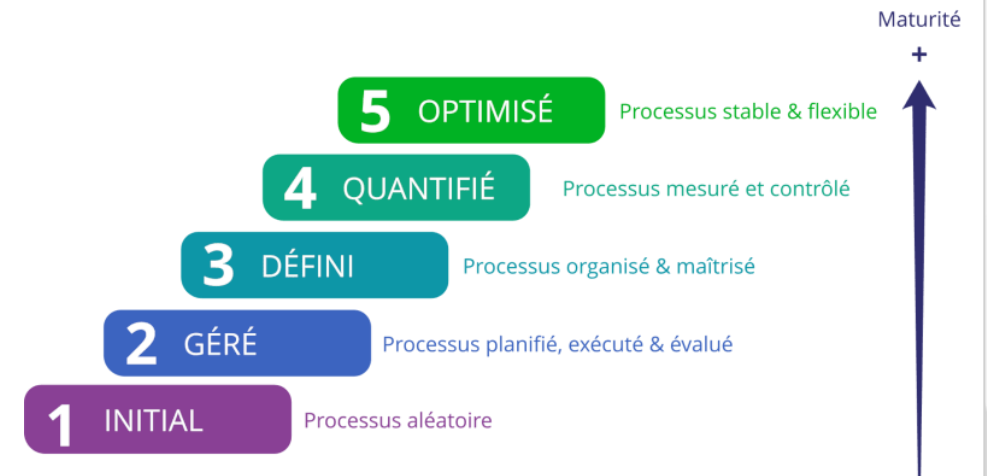 Maturité
+
5 OPTIMISÉ Processus stable & flexible
4 QUANTIFIÉ Processus mesuré et contrôlé
3 DÉFINI Processus organisé & maîtrisé
2 GÉRÉ Processus planifié, exécuté & évalué
1 INITIAL Processus aléatoire